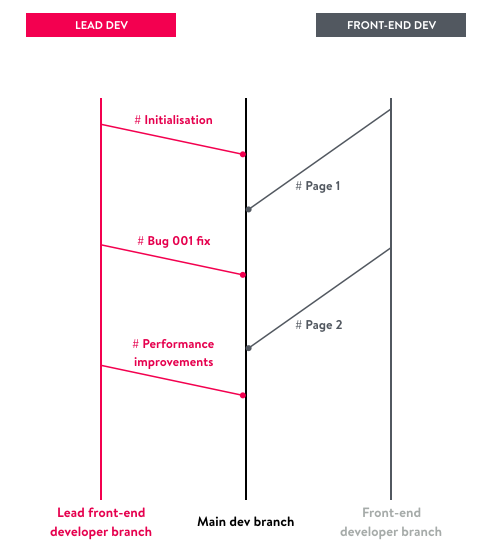 LEAD DEV
FRONT-END DEV
# Initialisation
# Page 1
# Bug 001 fix
# Page 2
# Performance
improvements
Lead front-end
developer branch
Main dev branch
Front-end
developer branch